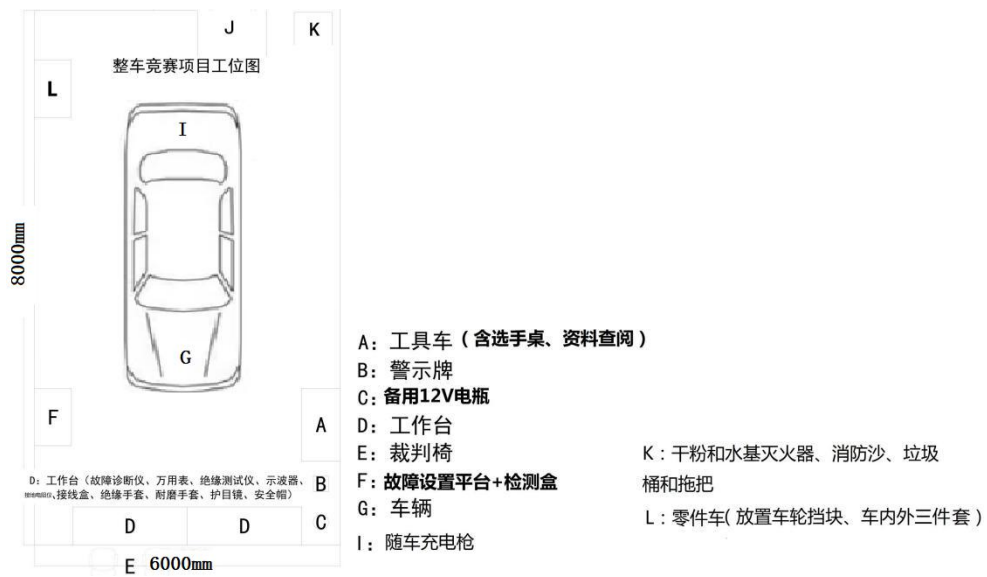 J
K
整车竞赛项目工位图
L
I
8000mm
G
F
A
D：工作台（故障诊断仪、万用表、绝缘测试仪、示波器、
、接线盒、绝缘手套、耐磨手套、护目镜、安全帽）
B
D
D
C
E
6000mm
A：工具车（含选手桌、资料查阅）
B：警示牌
C：备用12V电瓶
D：工作台
E：裁判椅
F：故障设置平台+检测盒
G：车辆
I：随车充电枪
K：干粉和水基灭火器、消防沙、垃圾
桶和拖把
L：零件车( 放置车轮挡块、车内外三件套 )